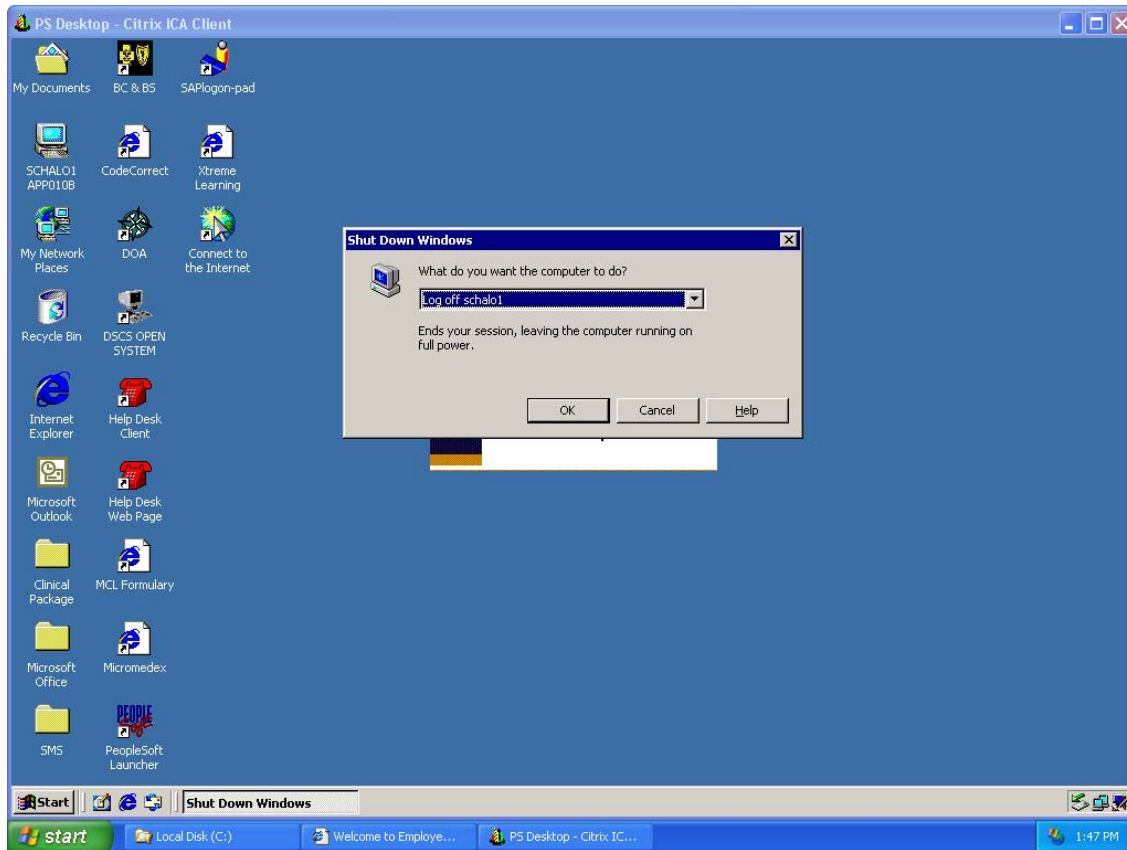 PS Desktop - Citrix ICA Client
My Documents
BC & BS
SAPlogon-pad
SCHALO1
APP010B
CodeCorrect
Xtreme
Learning
My Network
Places
DOA
Connect to
the Internet
Recycle Bin
DSCS OPEN
SYSTEM
Internet
Explorer
Help Desk
Client
Microsoft
Outlook
Help Desk
Web Page
Clinical
Package
MCL Formulary
Microsoft
Office
Micromedex
SMS
PEOPLE
PeopleSoft
Launcher
Shut Down Windows
What do you want the computer to do?
Log off schalo1
Ends your session, leaving the computer running on
full power.
OK
Cancel
Help
Start
Shut Down Windows
start
Local Disk (C:)
Welcome to Employe...
PS Desktop - Citrix IC...
1:47 PM